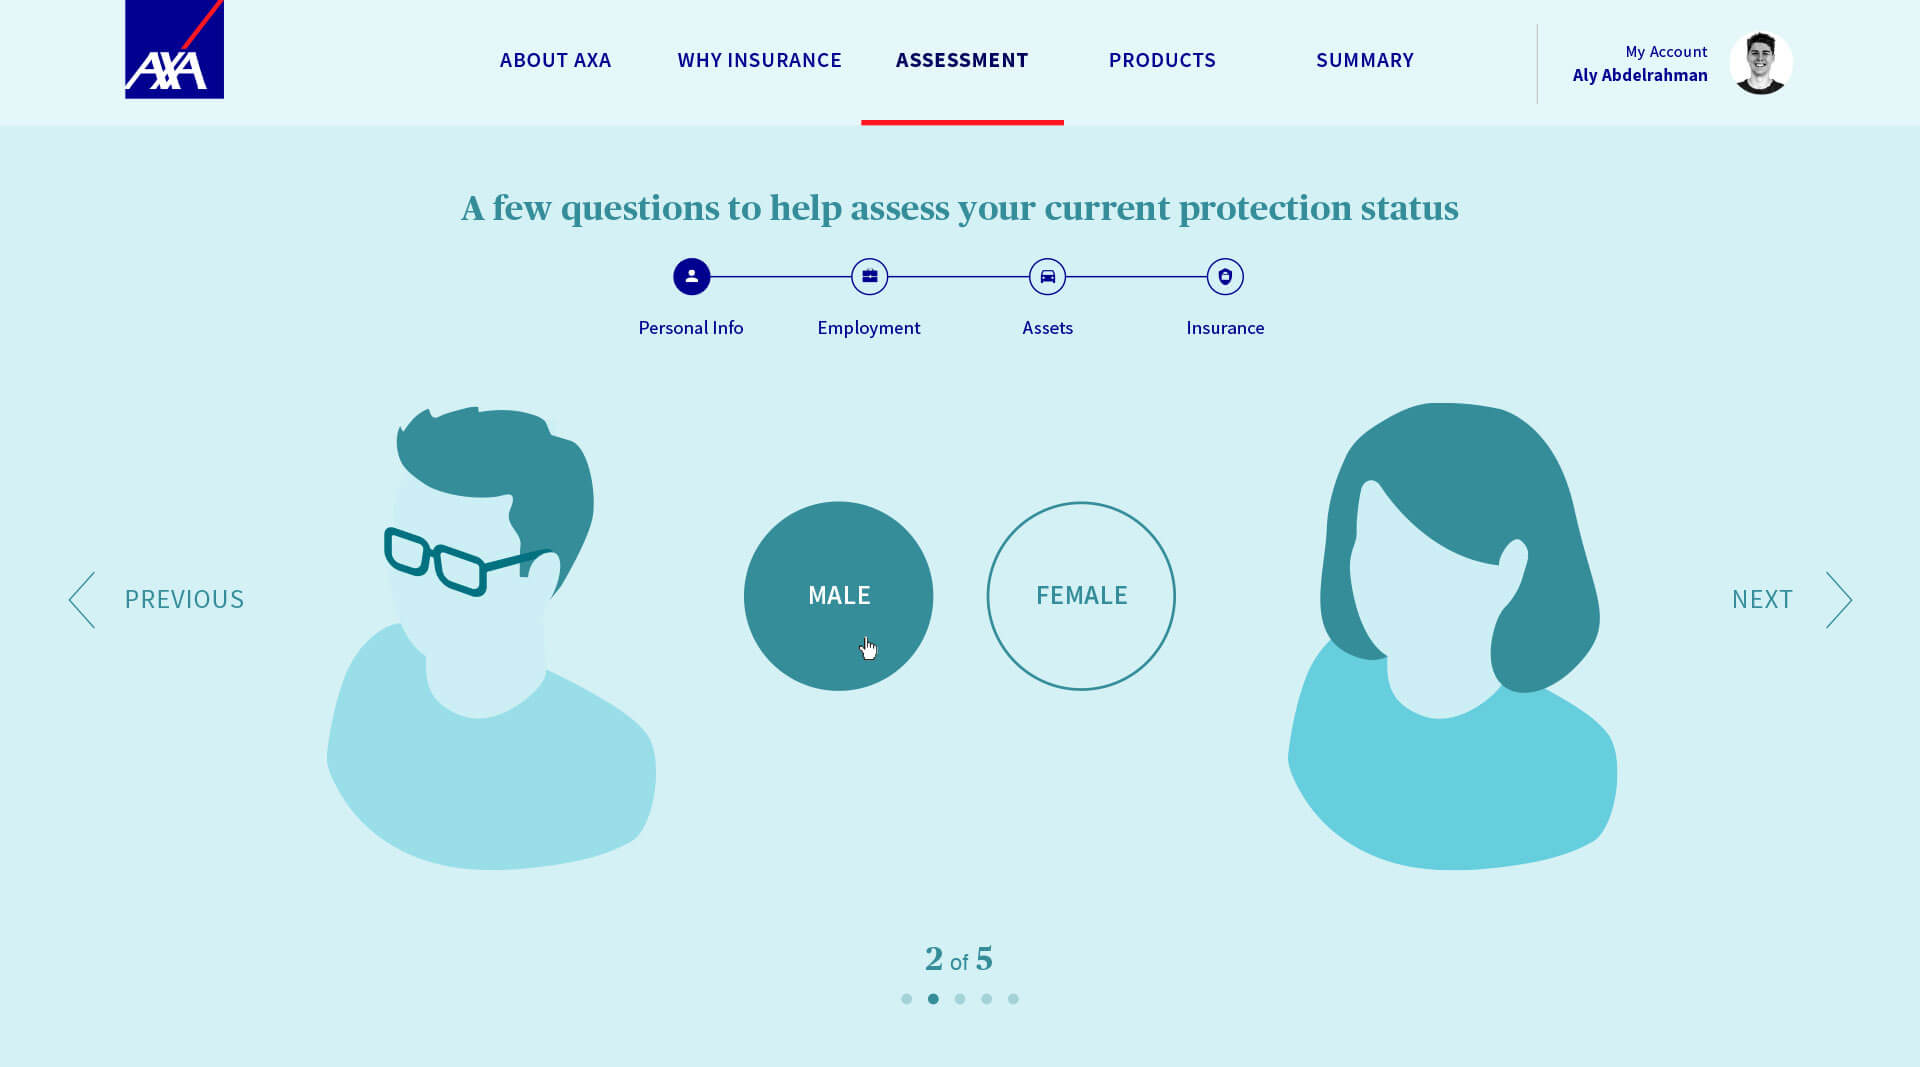 AXA
ABOUT AXA
WHY INSURANCE
ASSESSMENT
PRODUCTS
SUMMARY
My Account
Aly Abdelrahman
A few questions to help assess your current protection status
Personal Info
Employment
Assets
Insurance
PREVIOUS
MALE
FEMALE
NEXT
2 of 5